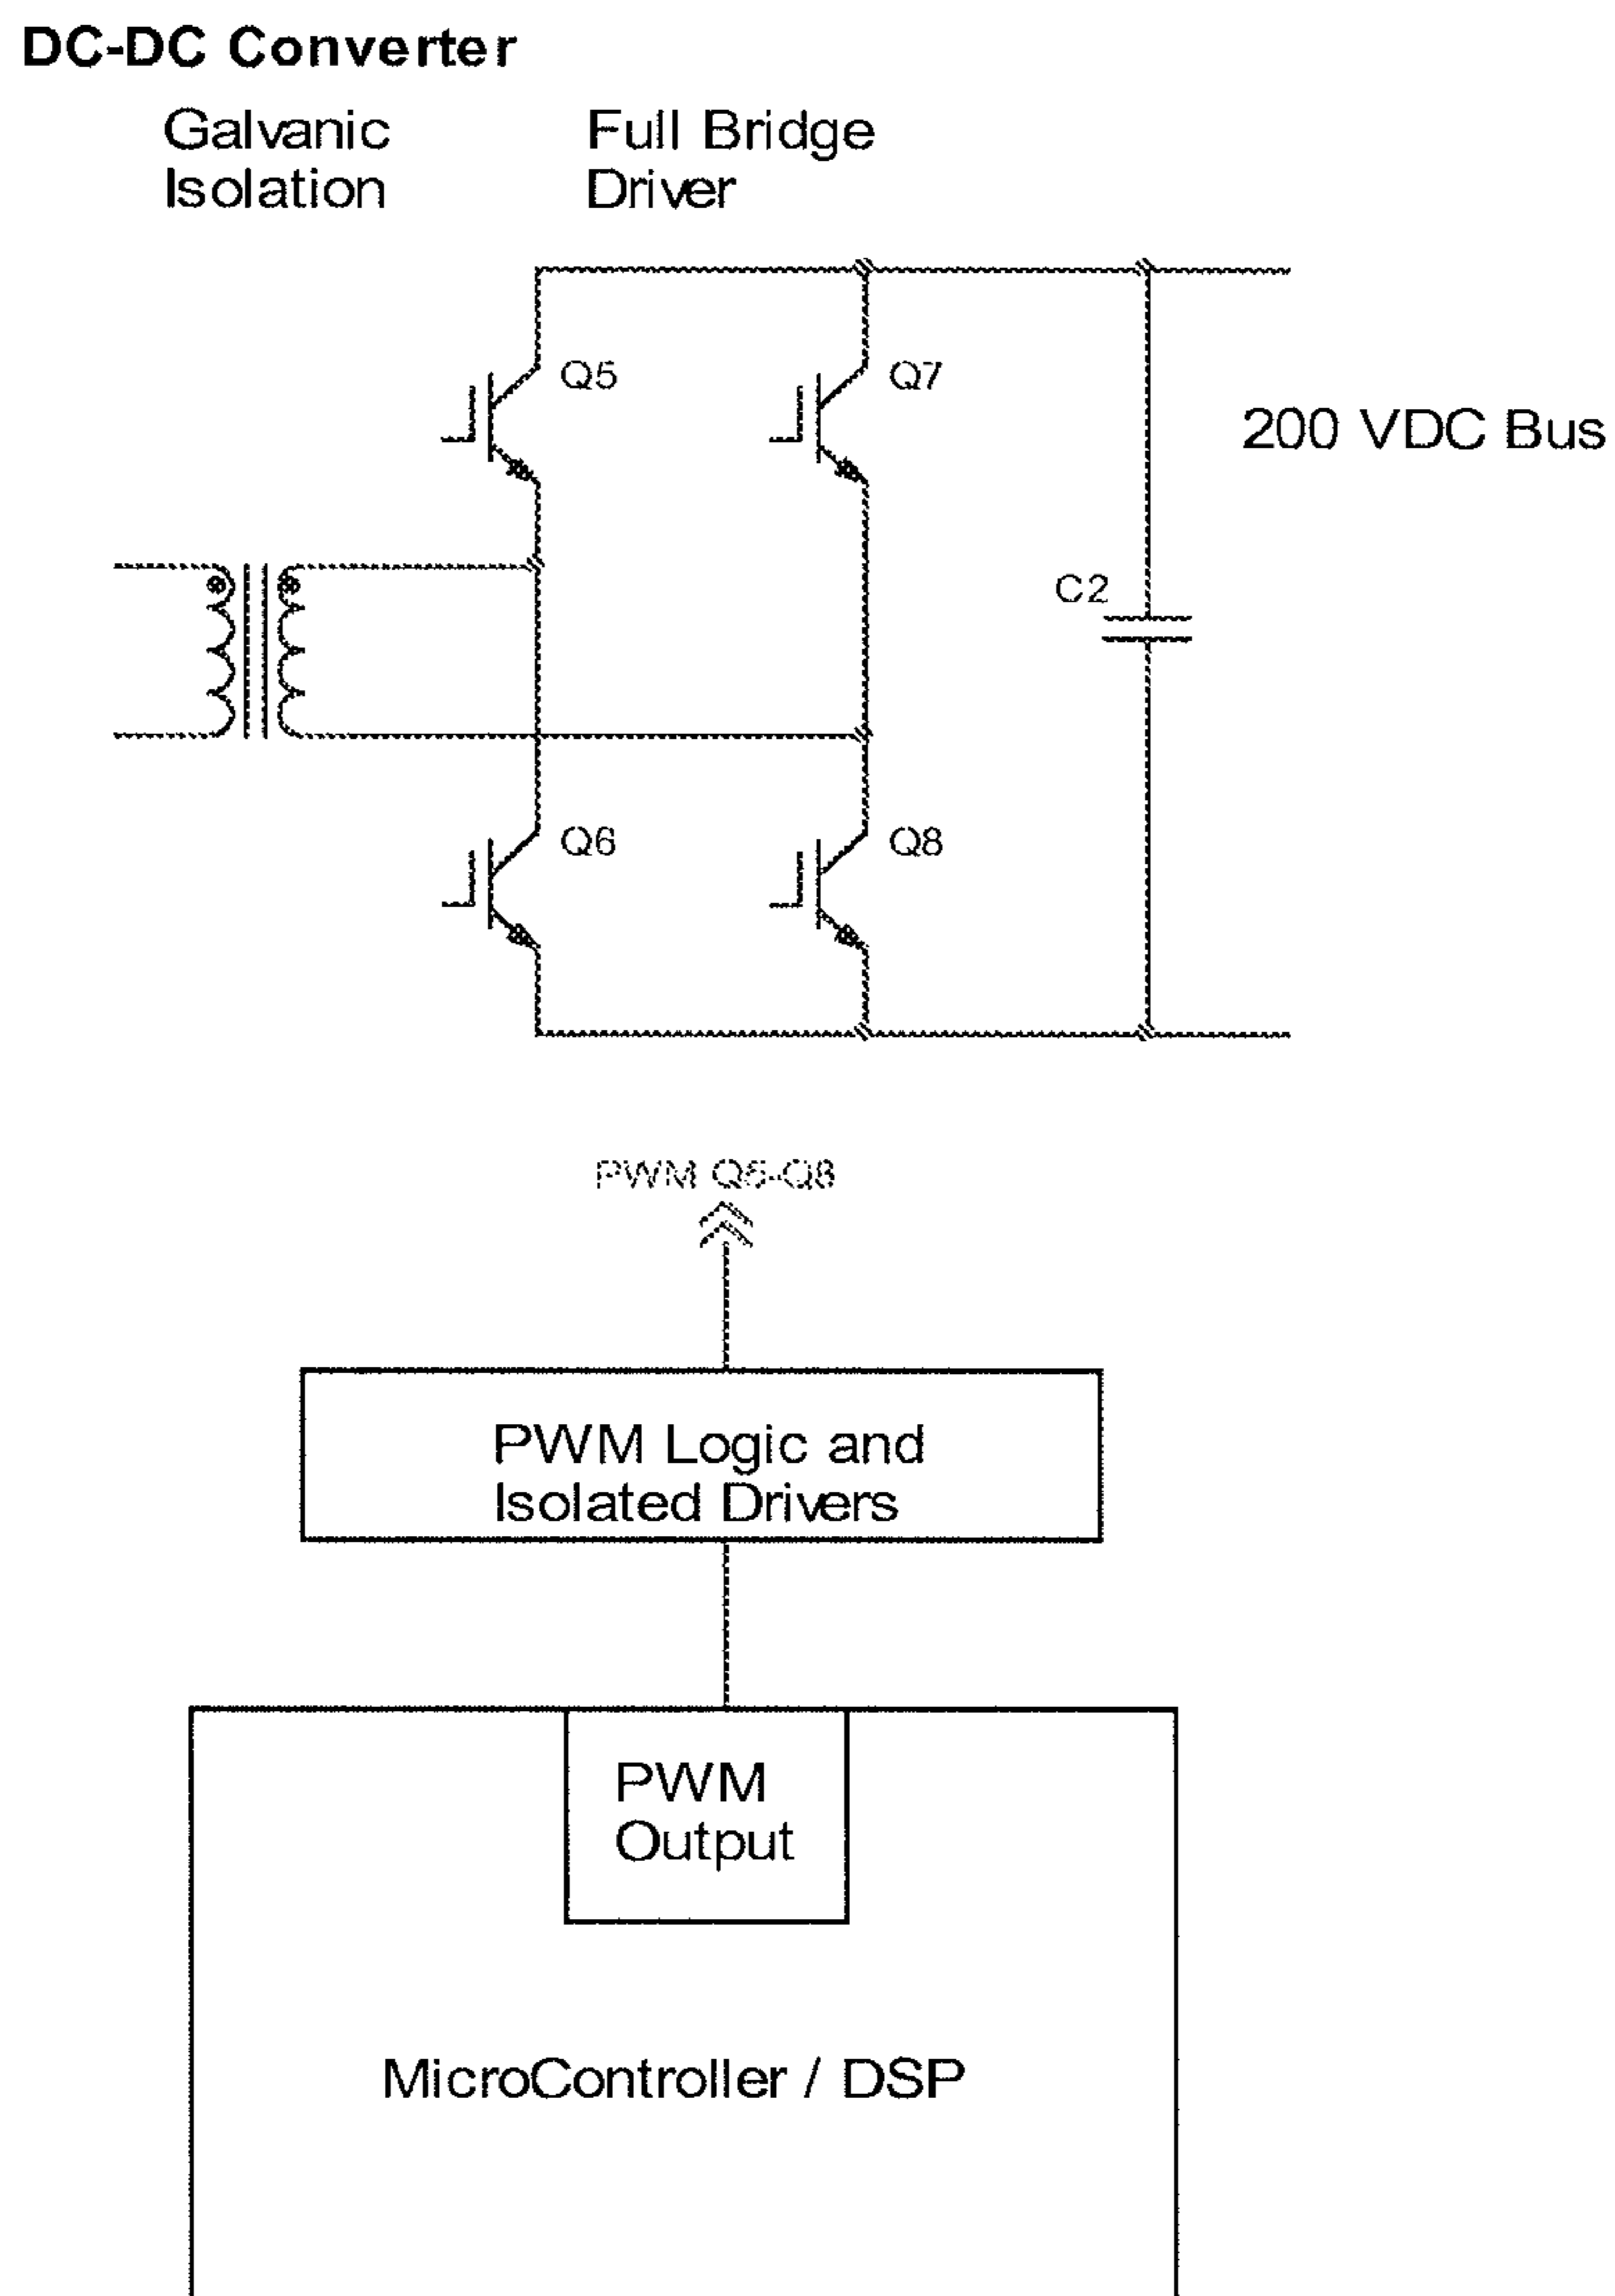 DC-DC Converter
Galvanic
Isolation
Full Bridge
Driver
Q5
Q7
200 VDC Bus
C2
Q6
Q8
PWM Q5-Q8
PWM Logic and
Isolated Drivers
PWM
Output
MicroController / DSP